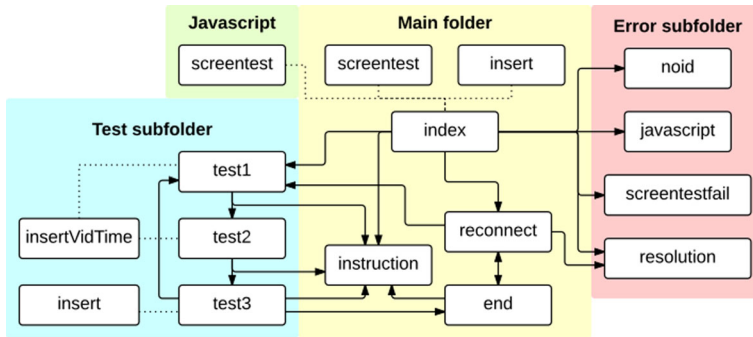 Javascript
Main folder
Error subfolder
screentest
screentest
insert
noid
Test subfolder
index
javascript
test1
screentestfail
insertVidTime
test2
reconnect
instruction
resolution
insert
test3
end